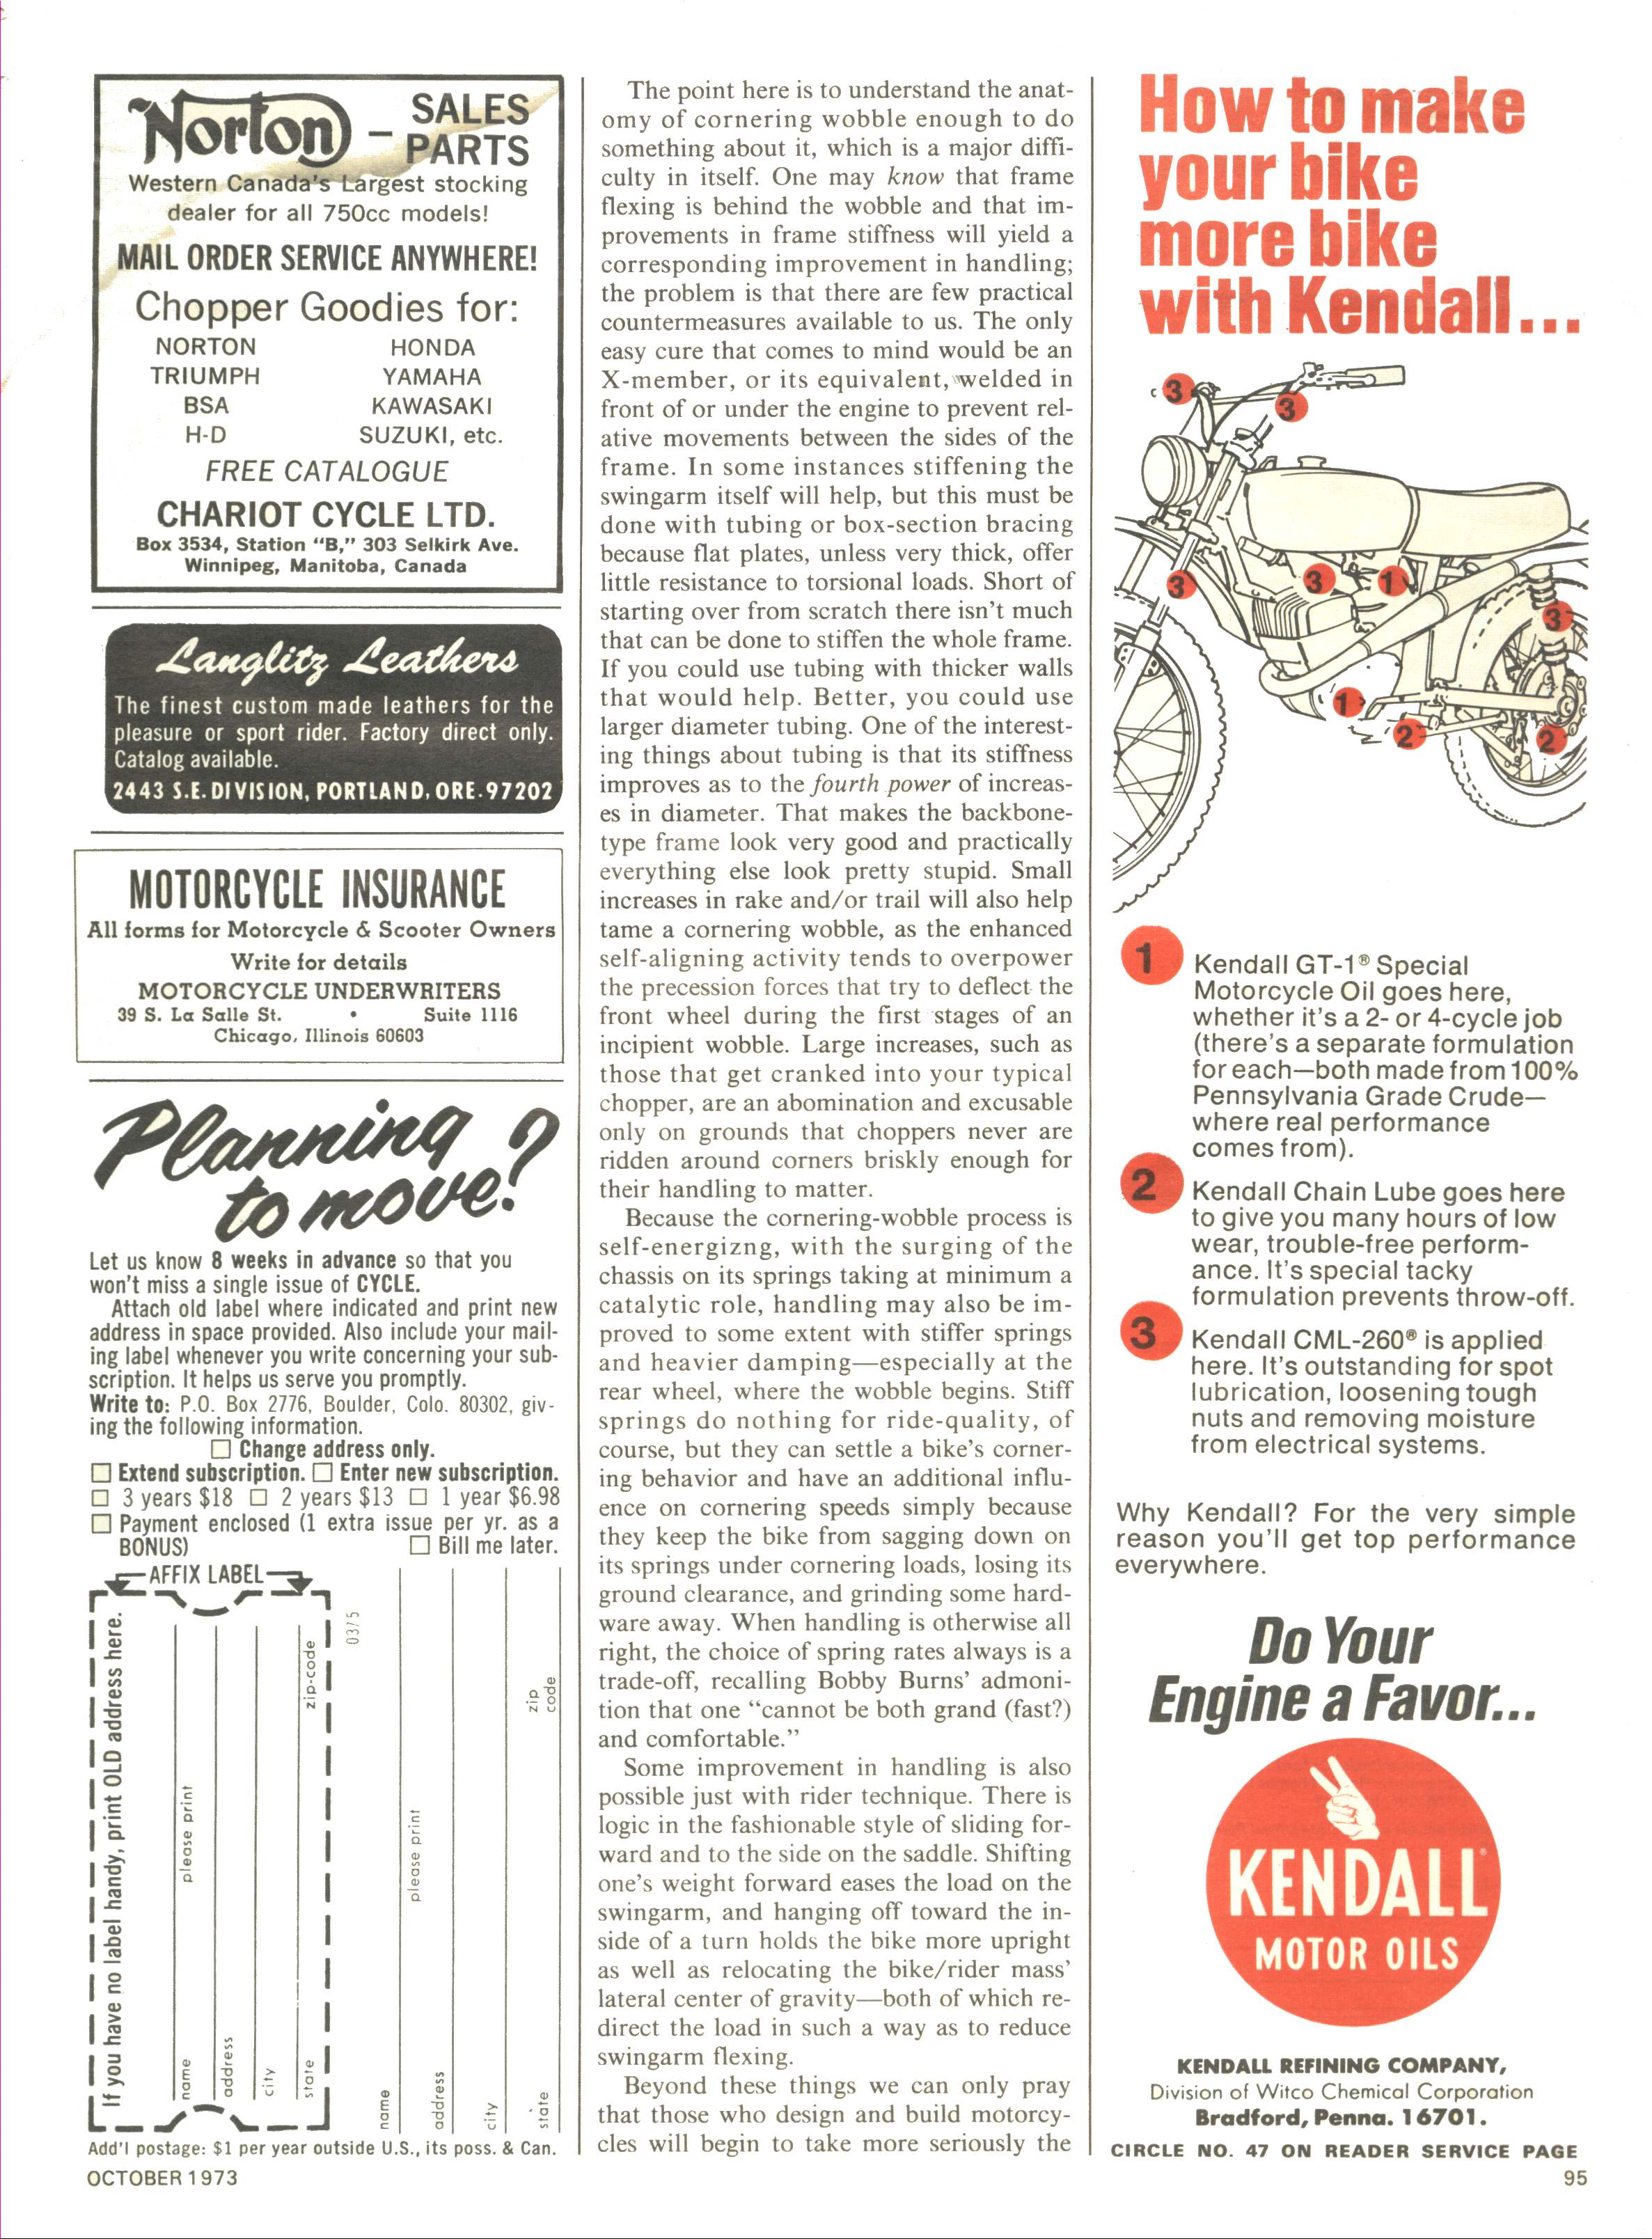 Norton – SALES
PARTS
Western Canada's Largest stocking
dealer for all 750cc models!
MAIL ORDER SERVICE ANYWHERE!
Chopper Goodies for:
NORTON HONDA
TRIUMPH YAMAHA
BSA KAWASAKI
H-D SUZUKI, etc.
FREE CATALOGUE
CHARIOT CYCLE LTD.
Box 3534, Station “B,” 303 Selkirk Ave.
Winnipeg, Manitoba, Canada
Langlitz Leathers
The finest custom made leathers for the
pleasure or sport rider. Factory direct only.
Catalog available.
2443 S.E. DIVISION, PORTLAND, ORE. 97202
MOTORCYCLE INSURANCE
All forms for Motorcycle & Scooter Owners
Write for details
MOTORCYCLE UNDERWRITERS
39 S. La Salle St. • Suite 1116
Chicago, Illinois 60603
Planning
to move?
Let us know 8 weeks in advance so that you
won't miss a single issue of CYCLE.
Attach old label where indicated and print new
address in space provided. Also include your mail-
ing label whenever you write concerning your sub-
scription. It helps us serve you promptly.
Write to: P.O. Box 2776, Boulder, Colo. 80302, giv-
ing the following information.
☐ Change address only.
☐ Extend subscription. ☐ Enter new subscription.
☐ 3 years $18 ☐ 2 years $13 ☐ 1 year $6.98
☐ Payment enclosed (1 extra issue per yr. as a
BONUS) ☐ Bill me later.
AFFIX LABEL
If you have no label handy, print OLD address here.
name please print
address
city
state zip-code
0375
name please print
address
city
state zip code
Add'l postage: $1 per year outside U.S., its poss. & Can.
The point here is to understand the anat-
omy of cornering wobble enough to do
something about it, which is a major diffi-
culty in itself. One may know that frame
flexing is behind the wobble and that im-
provements in frame stiffness will yield a
corresponding improvement in handling;
the problem is that there are few practical
countermeasures available to us. The only
easy cure that comes to mind would be an
X-member, or its equivalent, welded in
front of or under the engine to prevent rel-
ative movements between the sides of the
frame. In some instances stiffening the
swingarm itself will help, but this must be
done with tubing or box-section bracing
because flat plates, unless very thick, offer
little resistance to torsional loads. Short of
starting over from scratch there isn't much
that can be done to stiffen the whole frame.
If you could use tubing with thicker walls
that would help. Better, you could use
larger diameter tubing. One of the interest-
ing things about tubing is that its stiffness
improves as to the fourth power of increas-
es in diameter. That makes the backbone-
type frame look very good and practically
everything else look pretty stupid. Small
increases in rake and/or trail will also help
tame a cornering wobble, as the enhanced
self-aligning activity tends to overpower
the precession forces that try to deflect the
front wheel during the first stages of an
incipient wobble. Large increases, such as
those that get cranked into your typical
chopper, are an abomination and excusable
only on grounds that choppers never are
ridden around corners briskly enough for
their handling to matter.
Because the cornering-wobble process is
self-energizng, with the surging of the
chassis on its springs taking at minimum a
catalytic role, handling may also be im-
proved to some extent with stiffer springs
and heavier damping—especially at the
rear wheel, where the wobble begins. Stiff
springs do nothing for ride-quality, of
course, but they can settle a bike's corner-
ing behavior and have an additional influ-
ence on cornering speeds simply because
they keep the bike from sagging down on
its springs under cornering loads, losing its
ground clearance, and grinding some hard-
ware away. When handling is otherwise all
right, the choice of spring rates always is a
trade-off, recalling Bobby Burns' admoni-
tion that one “cannot be both grand (fast?)
and comfortable.”
Some improvement in handling is also
possible just with rider technique. There is
logic in the fashionable style of sliding for-
ward and to the side on the saddle. Shifting
one's weight forward eases the load on the
swingarm, and hanging off toward the in-
side of a turn holds the bike more upright
as well as relocating the bike/rider mass'
lateral center of gravity—both of which re-
direct the load in such a way as to reduce
swingarm flexing.
Beyond these things we can only pray
that those who design and build motorcy-
cles will begin to take more seriously the
How to make
your bike
more bike
with Kendall...
3
3
3
3
1
3
1
2
2
1 Kendall GT-1® Special
Motorcycle Oil goes here,
whether it's a 2- or 4-cycle job
(there's a separate formulation
for each—both made from 100%
Pennsylvania Grade Crude—
where real performance
comes from).
2 Kendall Chain Lube goes here
to give you many hours of low
wear, trouble-free perform-
ance. It's special tacky
formulation prevents throw-off.
3 Kendall CML-260® is applied
here. It's outstanding for spot
lubrication, loosening tough
nuts and removing moisture
from electrical systems.
Why Kendall? For the very simple
reason you'll get top performance
everywhere.
Do Your
Engine a Favor...
KENDALL®
MOTOR OILS
KENDALL REFINING COMPANY,
Division of Witco Chemical Corporation
Bradford, Penna. 16701.
CIRCLE NO. 47 ON READER SERVICE PAGE
OCTOBER 1973
95